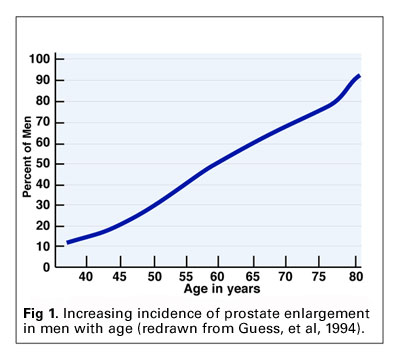 100
90
80
70
60
50
40
30
20
10
0
Percent of Men
40 45 50 55 60 65 70 75 80
Age in years
Fig 1. Increasing incidence of prostate enlargement
in men with age (redrawn from Guess, et al, 1994).